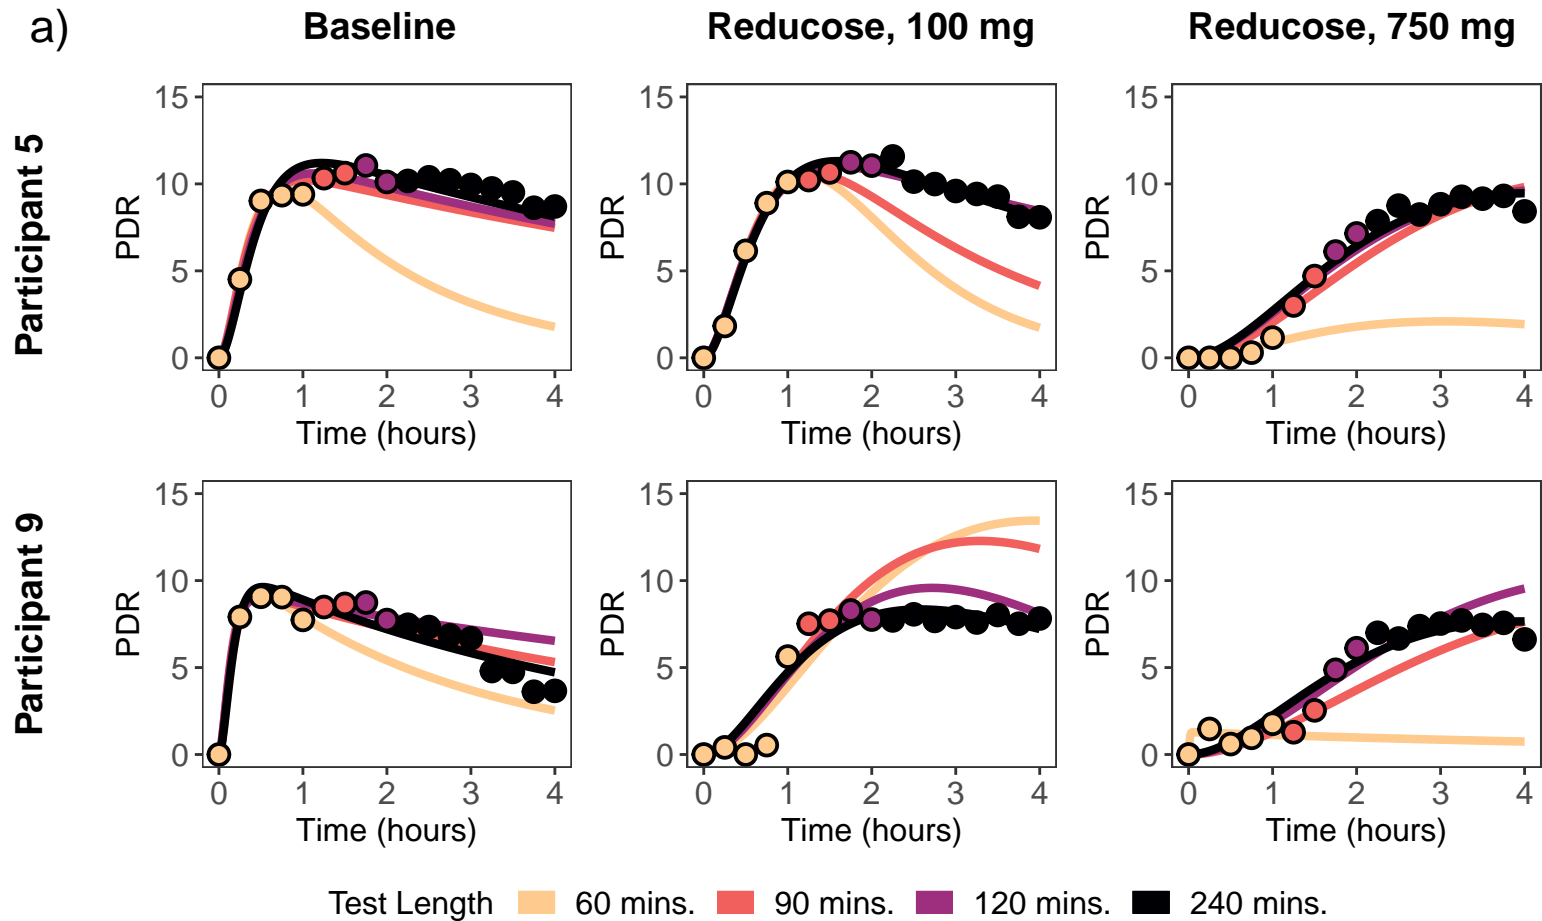 a)
Baseline
Reducose, 100 mg
Reducose, 750 mg
Participant 5
PDR
15
10
5
0
0 1 2 3 4
Time (hours)
PDR
15
10
5
0
0 1 2 3 4
Time (hours)
PDR
15
10
5
0
0 1 2 3 4
Time (hours)
Participant 9
PDR
15
10
5
0
0 1 2 3 4
Time (hours)
PDR
15
10
5
0
0 1 2 3 4
Time (hours)
PDR
15
10
5
0
0 1 2 3 4
Time (hours)
Test Length 60 mins. 90 mins. 120 mins. 240 mins.